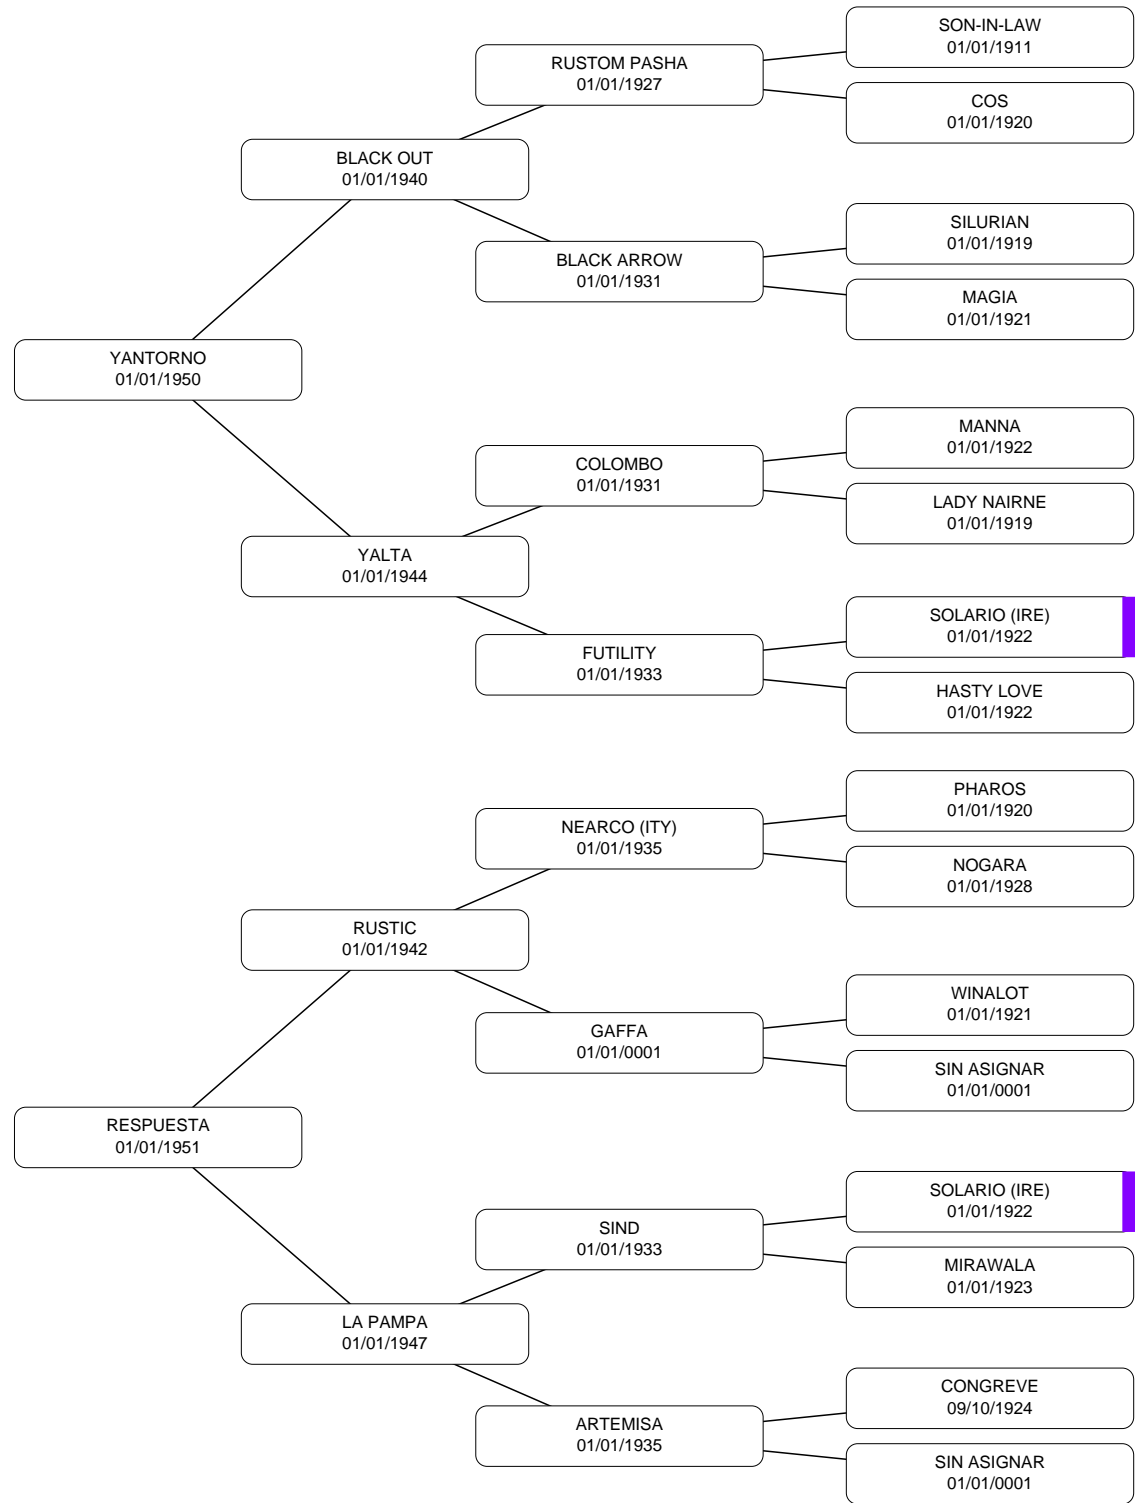 SON-IN-LAW
01/01/1911
RUSTOM PASHA
01/01/1927
COS
01/01/1920
BLACK OUT
01/01/1940
SILURIAN
01/01/1919
BLACK ARROW
01/01/1931
MAGIA
01/01/1921
YANTORNO
01/01/1950
MANNA
01/01/1922
COLOMBO
01/01/1931
LADY NAIRNE
01/01/1919
YALTA
01/01/1944
SOLARIO (IRE)
01/01/1922
FUTILITY
01/01/1933
HASTY LOVE
01/01/1922
PHAROS
01/01/1920
NEARCO (ITY)
01/01/1935
NOGARA
01/01/1928
RUSTIC
01/01/1942
WINALOT
01/01/1921
GAFFA
01/01/0001
SIN ASIGNAR
01/01/0001
RESPUESTA
01/01/1951
SOLARIO (IRE)
01/01/1922
SIND
01/01/1933
MIRAWALA
01/01/1923
LA PAMPA
01/01/1947
CONGREVE
09/10/1924
ARTEMISA
01/01/1935
SIN ASIGNAR
01/01/0001